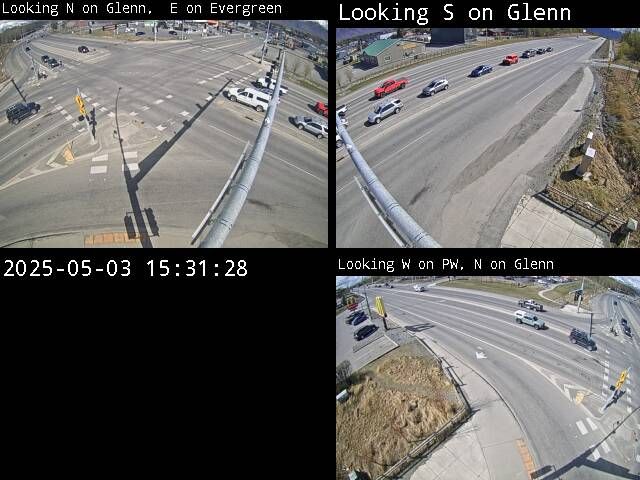 Looking N on Glenn,  E on Evergreen
Looking S on Glenn
2025-05-03 15:31:28
Looking W on PW, N on Glenn